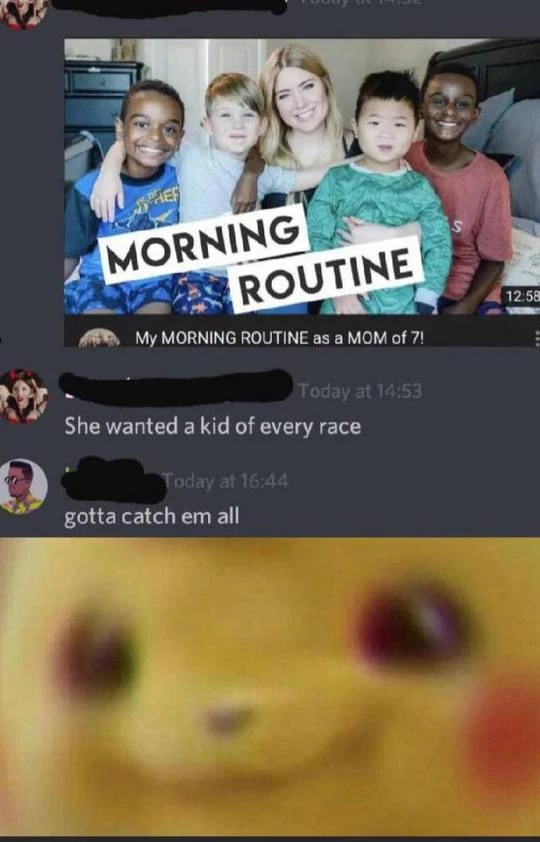 MORNING
ROUTINE
12:58
My MORNING ROUTINE as a MOM of 7!
Today at 14:53
She wanted a kid of every race
Today at 16:44
gotta catch em all